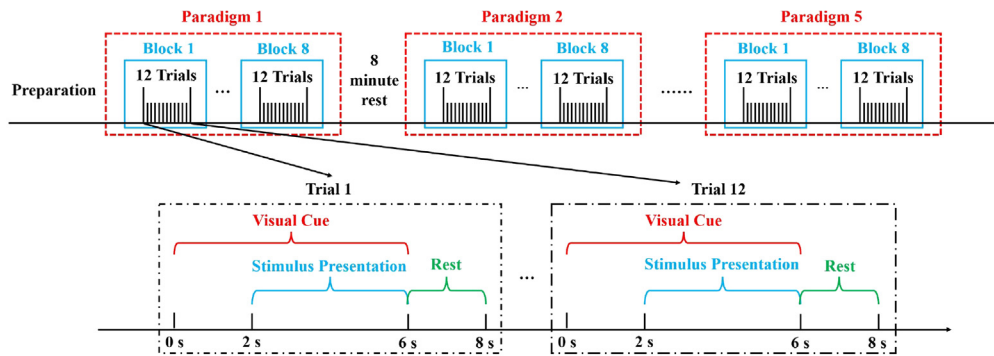 Paradigm 1
Paradigm 2
Paradigm 5
Block 1
Block 8
Block 1
Block 8
Block 1
Block 8
8
minute
rest
12 Trials
...
12 Trials
12 Trials
...
12 Trials
......
12 Trials
...
12 Trials
Preparation
Trial 1
Trial 12
Visual Cue
Visual Cue
Stimulus Presentation
Rest
...
Stimulus Presentation
Rest
0 s
2 s
6 s
8 s
0 s
2 s
6 s
8 s